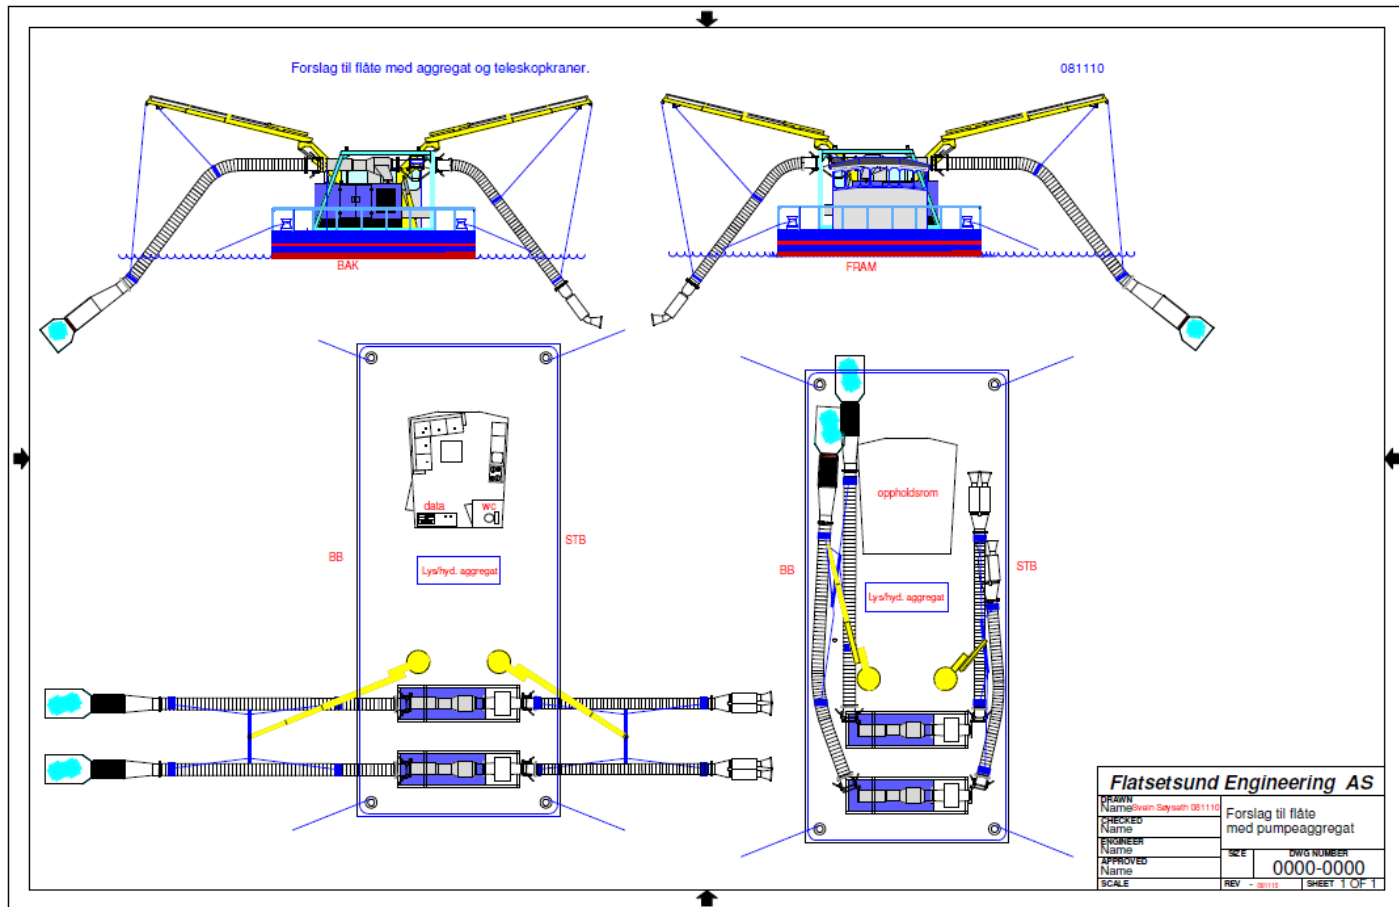 Forslag til flåte med aggregat og teleskopkraner.
081110
BAK
FRAM
data
wc
BB
STB
Lys/hyd. aggregat
oppholdsrom
BB
STB
Lys/hyd. aggregat
Flatsetsund Engineering AS
DRAWN
Name Svein Søyseth 081110
CHECKED
Name
ENGINEER
Name
APPROVED
Name
SCALE
Forslag til flåte
med pumpeaggregat
SIZE
DWG NUMBER
0000-0000
REV - 081110
SHEET 1 OF 1